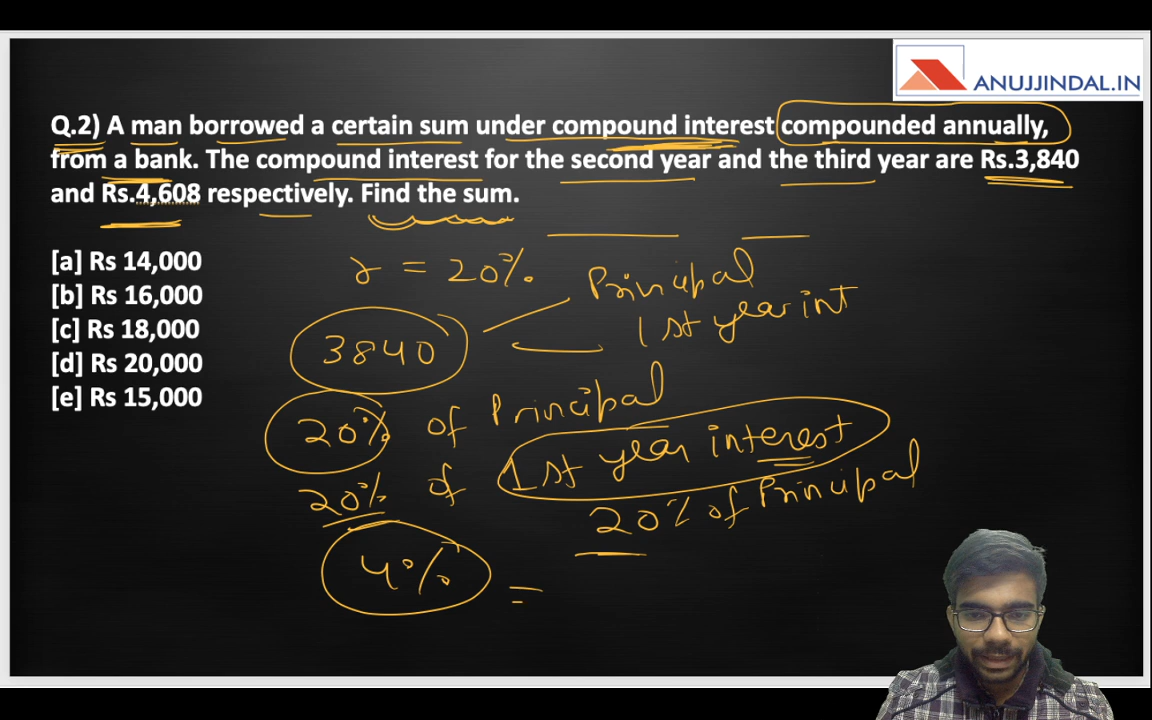 ANUJJINDAL.IN
Q.2) A man borrowed a certain sum under compound interest compounded annually,
from a bank. The compound interest for the second year and the third year are Rs.3,840
and Rs.4,608 respectively. Find the sum.
[a] Rs 14,000
[b] Rs 16,000
[c] Rs 18,000
[d] Rs 20,000
[e] Rs 15,000
r = 20%.
Principal
1st year int
3840
20% of Principal
20% of 1st year interest
20% of Principal
4% =